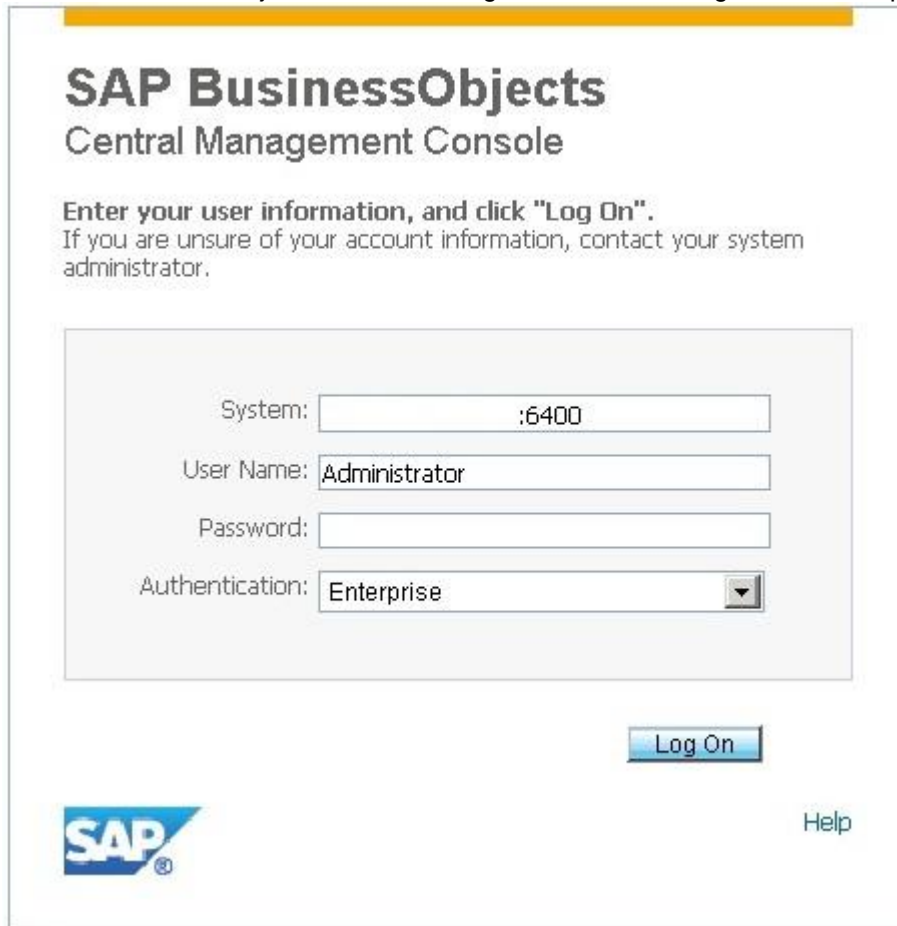 SAP BusinessObjects
Central Management Console
Enter your user information, and click "Log On".
If you are unsure of your account information, contact your system
administrator.
System: :6400
User Name: Administrator
Password:
Authentication: Enterprise
Log On
Help
SAP®